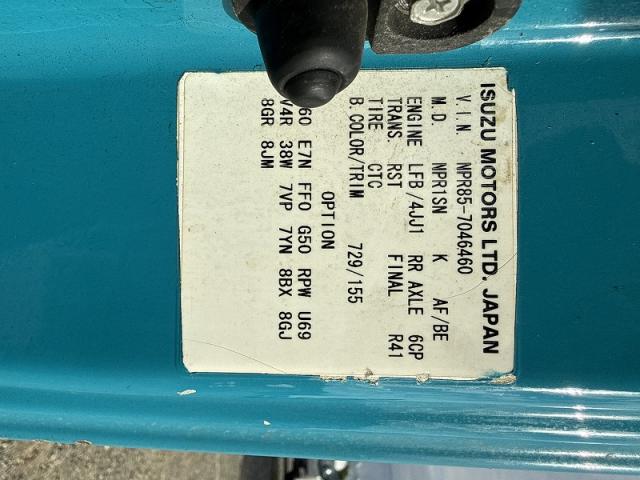 ISUZU MOTORS LTD. JAPAN
V.I.N. NPR85-7046460
M.D. NPR1SN K AF/BE
ENGINE LFB/4JJ1 RR AXLE 6CP
TRANS. RST FINAL R41
TIRE CTC
B.COLOR/TRIM 729/155
OPTION
60 E7N FF0 G50 RPW U69
V4R 38W 7VP 7YN 8BX 8GJ
8GR 8JM